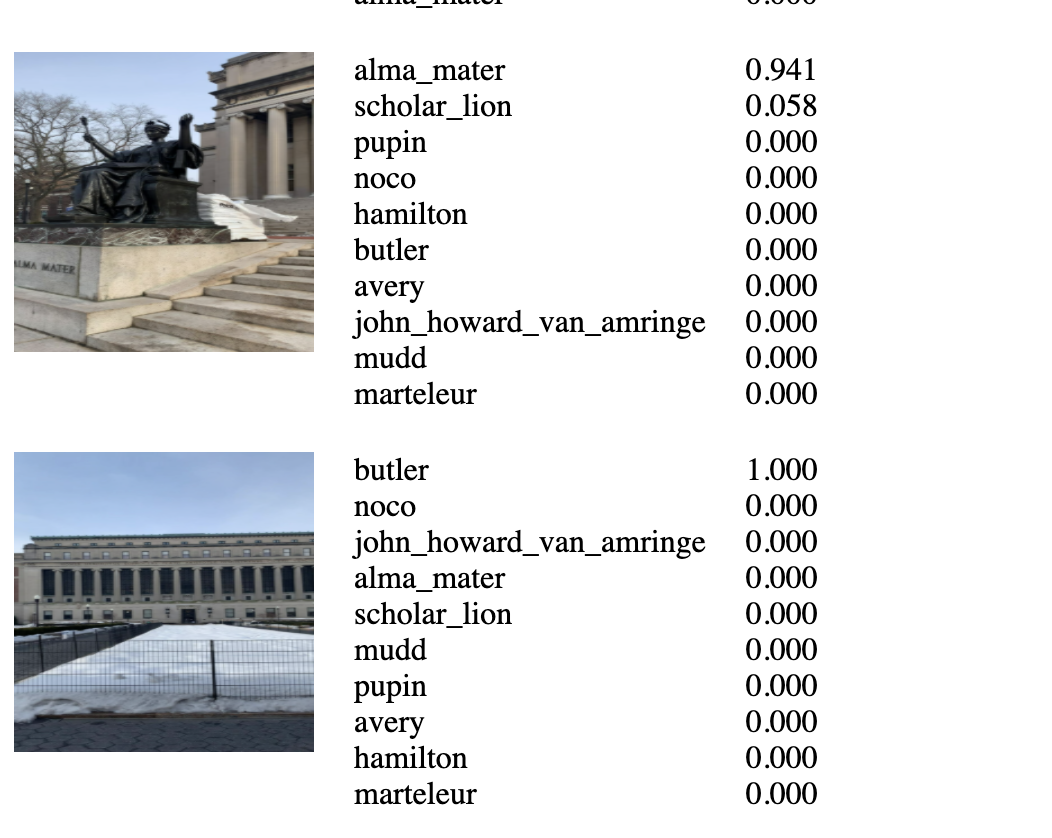 alma_mater 0.000
alma_mater 0.941
scholar_lion 0.058
pupin 0.000
noco 0.000
hamilton 0.000
butler 0.000
avery 0.000
john_howard_van_amringe 0.000
mudd 0.000
marteleur 0.000
ALMA MATER
butler 1.000
noco 0.000
john_howard_van_amringe 0.000
alma_mater 0.000
scholar_lion 0.000
mudd 0.000
pupin 0.000
avery 0.000
hamilton 0.000
marteleur 0.000